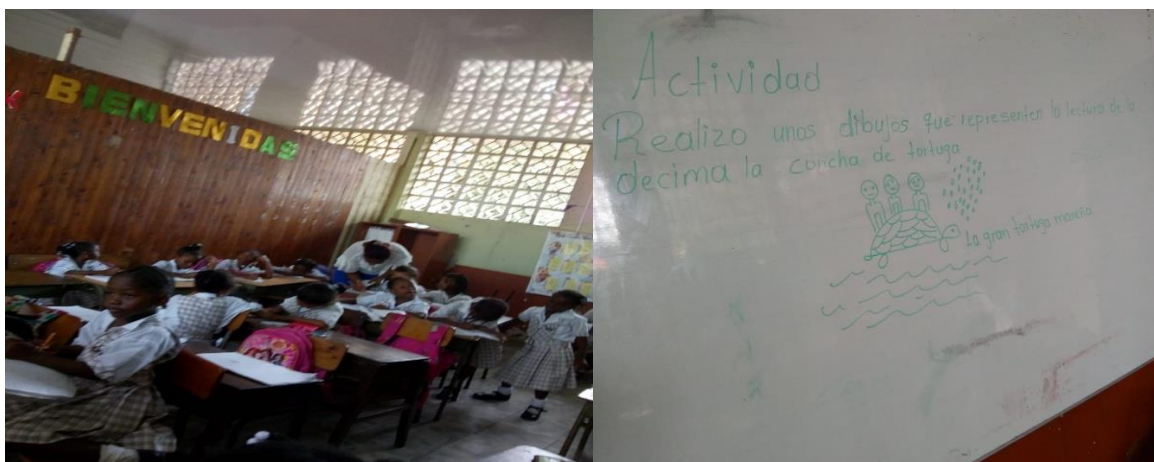 BIENVENIDAS
Actividad
Realizo unos dibujos que representen la lectura de la
decima la concha de tortuga
La gran tortuga marina